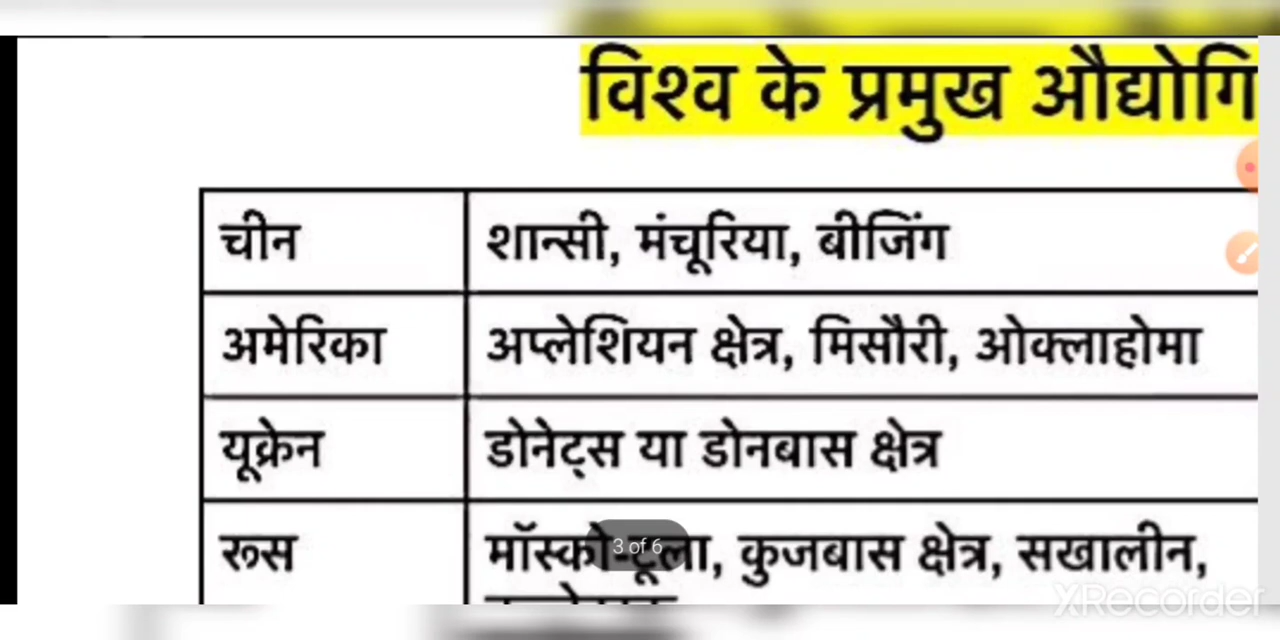 विश्व के प्रमुख औद्योगि
चीन शान्सी, मंचूरिया, बीजिंग
अमेरिका अप्लेशियन क्षेत्र, मिसौरी, ओक्लाहोमा
यूक्रेन डोनेट्स या डोनबास क्षेत्र
रूस मॉस्को-टूला, कुजबास क्षेत्र, सखालीन,
3 of 6
XRecorder